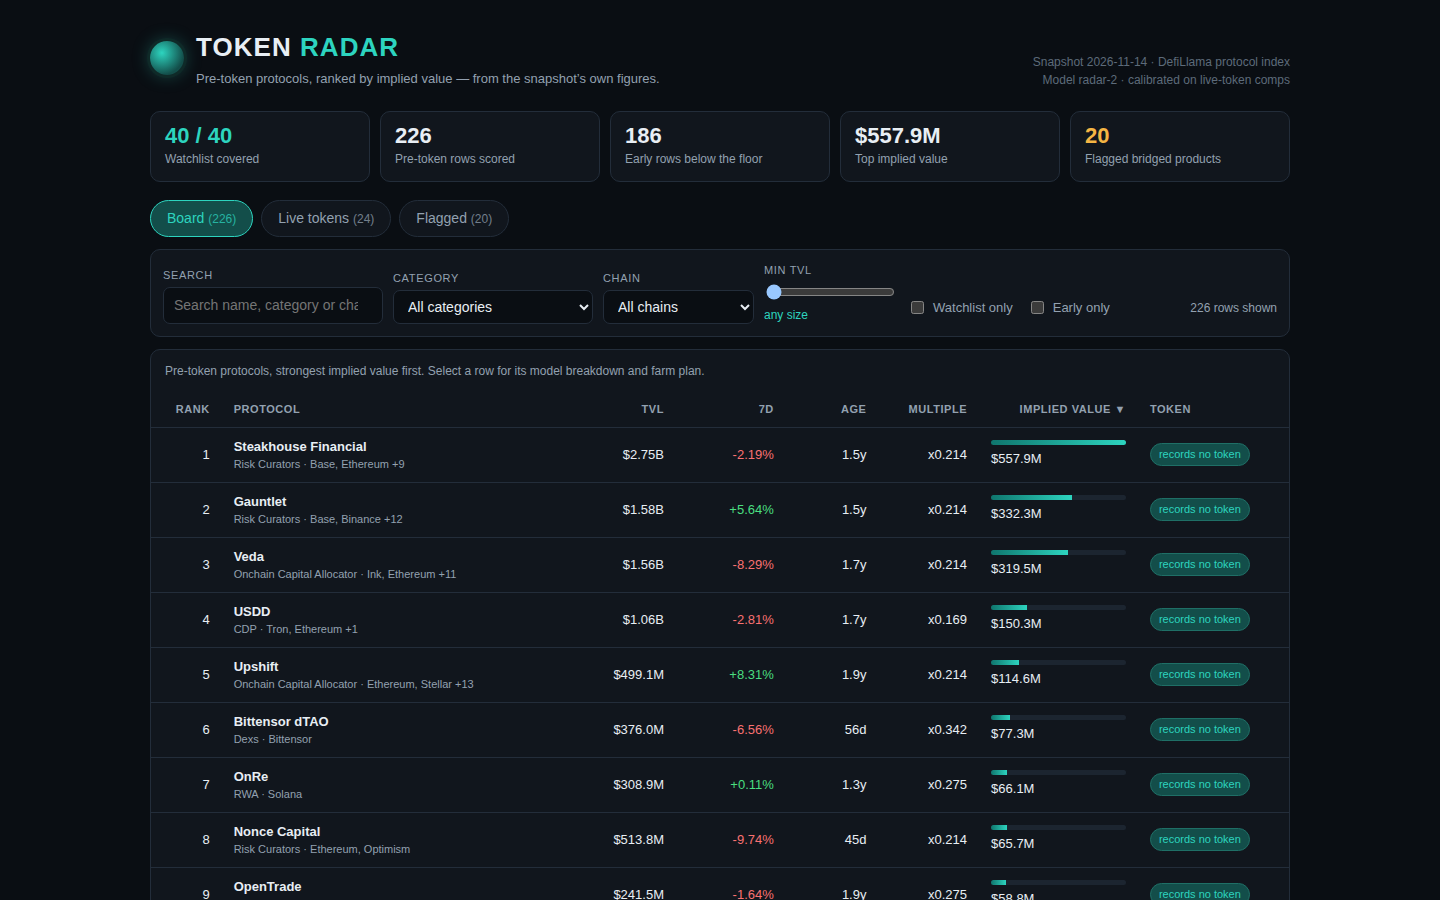 TOKEN RADAR
Pre-token protocols, ranked by implied value — from the snapshot's own figures.
Snapshot 2026-11-14 · DefiLlama protocol index
Model radar-2 · calibrated on live-token comps
40 / 40
Watchlist covered
226
Pre-token rows scored
186
Early rows below the floor
$557.9M
Top implied value
20
Flagged bridged products
Board (226)
Live tokens (24)
Flagged (20)
SEARCH
Search name, category or cha
CATEGORY
All categories
CHAIN
All chains
MIN TVL
any size
Watchlist only
Early only
226 rows shown
Pre-token protocols, strongest implied value first. Select a row for its model breakdown and farm plan.
RANK PROTOCOL TVL 7D AGE MULTIPLE IMPLIED VALUE ▼ TOKEN
1 Steakhouse Financial $2.75B -2.19% 1.5y x0.214 $557.9M records no token
Risk Curators · Base, Ethereum +9
2 Gauntlet $1.58B +5.64% 1.5y x0.214 $332.3M records no token
Risk Curators · Base, Binance +12
3 Veda $1.56B -8.29% 1.7y x0.214 $319.5M records no token
Onchain Capital Allocator · Ink, Ethereum +11
4 USDD $1.06B -2.81% 1.7y x0.169 $150.3M records no token
CDP · Tron, Ethereum +1
5 Upshift $499.1M +8.31% 1.9y x0.214 $114.6M records no token
Onchain Capital Allocator · Ethereum, Stellar +13
6 Bittensor dTAO $376.0M -6.56% 56d x0.342 $77.3M records no token
Dexs · Bittensor
7 OnRe $308.9M +0.11% 1.3y x0.275 $66.1M records no token
RWA · Solana
8 Nonce Capital $513.8M -9.74% 45d x0.214 $65.7M records no token
Risk Curators · Ethereum, Optimism
9 OpenTrade $241.5M -1.64% 1.9y x0.275 $58.8M records no token